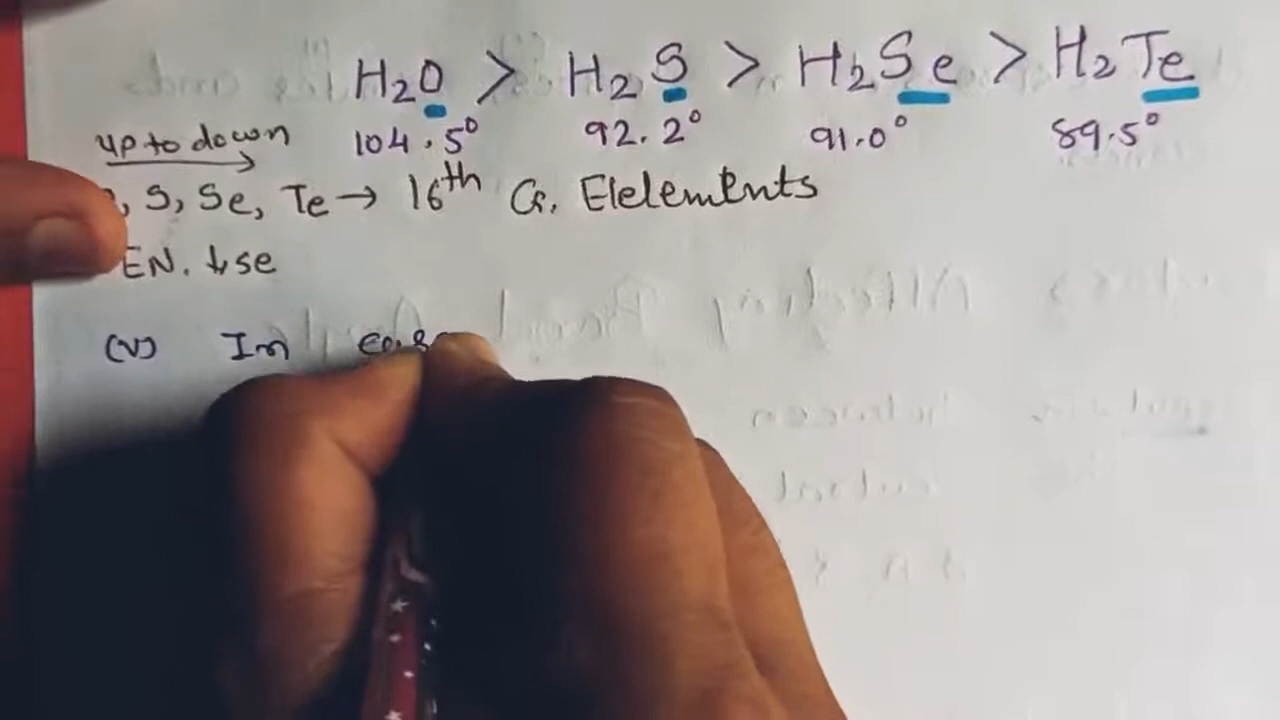 H2O > H2S > H2Se > H2Te
104.5° 92.2° 91.0° 89.5°
up to down
, S, Se, Te → 16th Gr. Elelements
EN. ↓se
(v) In